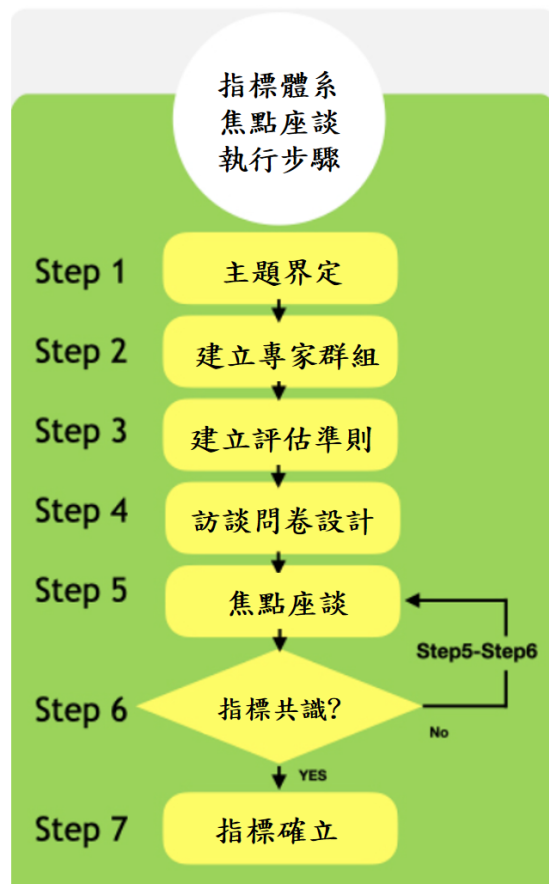 指標體系
焦點座談
執行步驟
Step 1
主題界定
Step 2
建立專家群組
Step 3
建立評估準則
Step 4
訪談問卷設計
Step 5
焦點座談
Step5-Step6
Step 6
指標共識?
No
YES
Step 7
指標確立